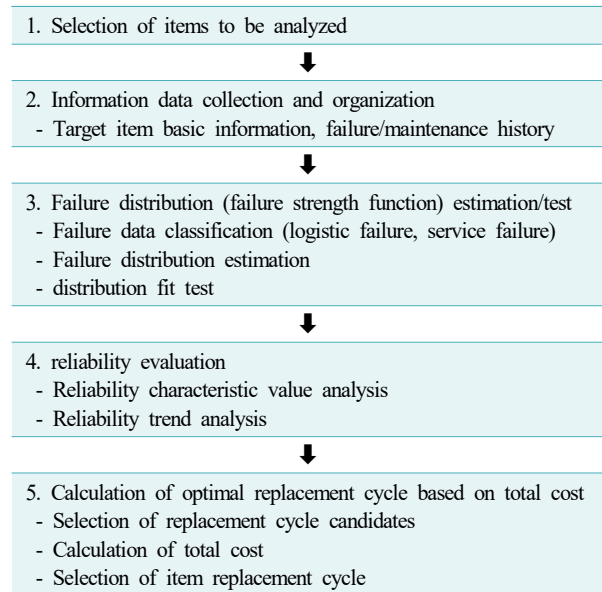 1. Selection of items to be analyzed
2. Information data collection and organization
- Target item basic information, failure/maintenance history
3. Failure distribution (failure strength function) estimation/test
- Failure data classification (logistic failure, service failure)
- Failure distribution estimation
- distribution fit test
4. reliability evaluation
- Reliability characteristic value analysis
- Reliability trend analysis
5. Calculation of optimal replacement cycle based on total cost
- Selection of replacement cycle candidates
- Calculation of total cost
- Selection of item replacement cycle